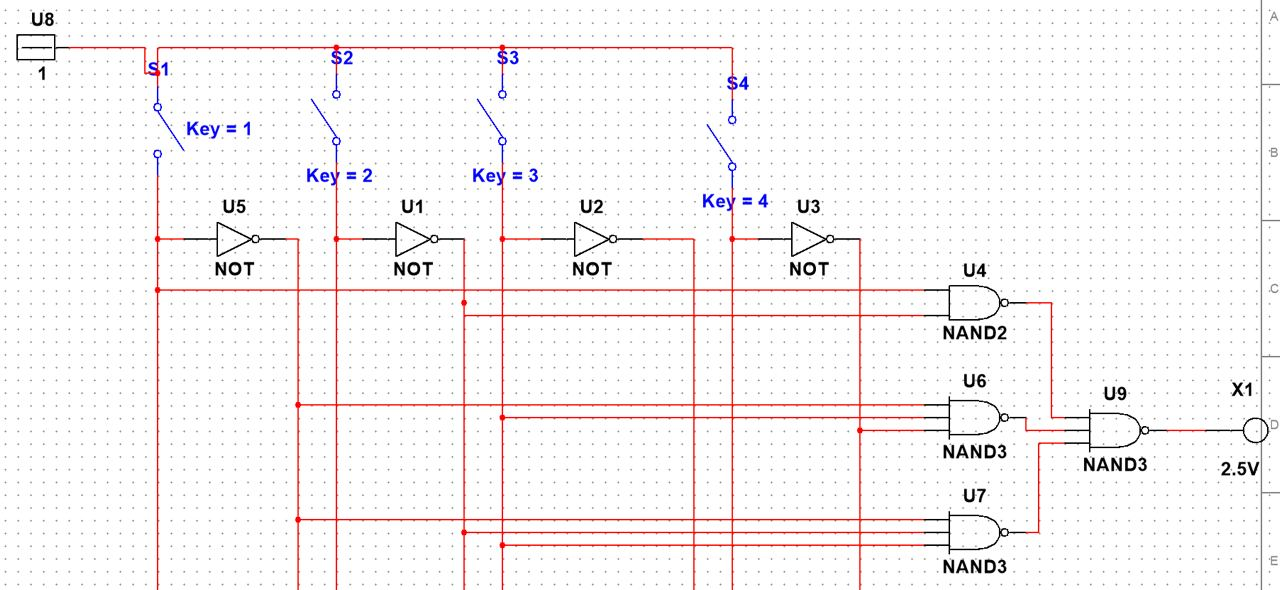 U8
1
S1
S2
S3
S4
Key = 1
Key = 2
Key = 3
Key = 4
U5
NOT
U1
NOT
U2
NOT
U3
NOT
U4
NAND2
U6
NAND3
U7
NAND3
U9
NAND3
X1
2.5V
A
B
C
D
E